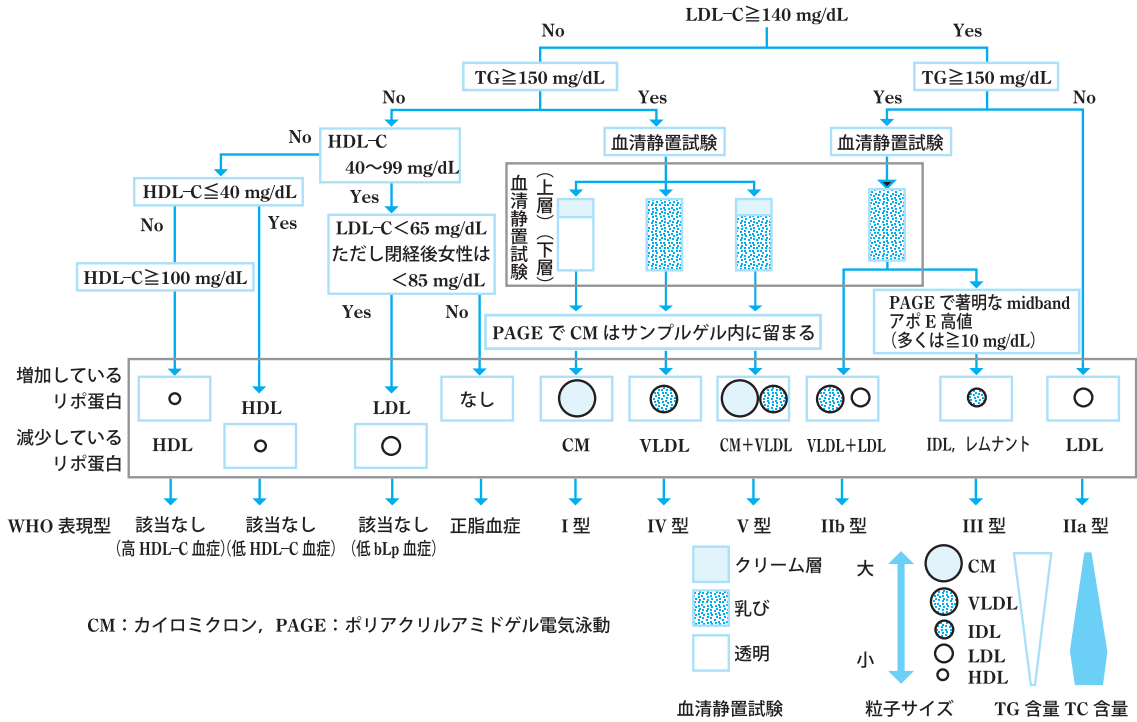 LDL−C≧140 mg/dL
No
Yes
TG≧150 mg/dL
TG≧150 mg/dL
No
Yes
Yes
No
No
HDL−C
40〜99 mg/dL
血清静置試験
血清静置試験
HDL−C≦40 mg/dL
Yes
No
Yes
LDL−C＜65 mg/dL
ただし閉経後女性は
＜85 mg/dL
血清静置試験
（上層）（下層）
HDL−C≧100 mg/dL
Yes
No
PAGE で CM はサンプルゲル内に留まる
PAGE で著明な midband
アポ E 高値
（多くは≧10 mg/dL）
増加している
リポ蛋白
減少している
リポ蛋白
HDL
HDL
LDL
なし
CM
VLDL
CM＋VLDL
VLDL＋LDL
IDL，レムナント
LDL
WHO 表現型
該当なし
（高 HDL−C 血症）
該当なし
（低 HDL−C 血症）
該当なし
（低 bLp 血症）
正脂血症
I 型
IV 型
V 型
IIb 型
III 型
IIa 型
クリーム層
乳び
透明
血清静置試験
大
小
粒子サイズ
CM
VLDL
IDL
LDL
HDL
TG 含量 TC 含量
CM：カイロミクロン，PAGE：ポリアクリルアミドゲル電気泳動